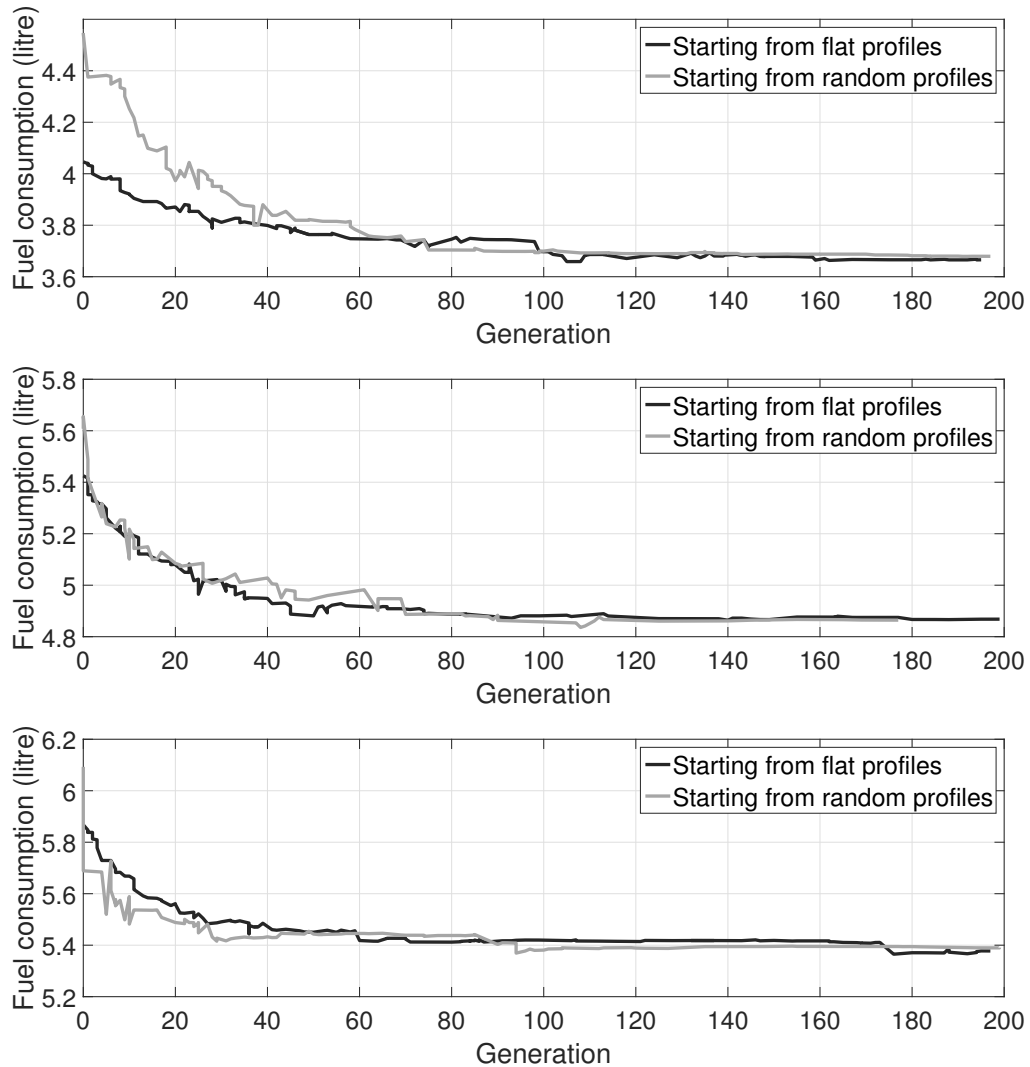 Fuel consumption (litre)
4.4
4.2
4
3.8
3.6
0 20 40 60 80 100 120 140 160 180 200
Generation
Starting from flat profiles
Starting from random profiles
Fuel consumption (litre)
5.8
5.6
5.4
5.2
5
4.8
0 20 40 60 80 100 120 140 160 180 200
Generation
Starting from flat profiles
Starting from random profiles
Fuel consumption (litre)
6.2
6
5.8
5.6
5.4
5.2
0 20 40 60 80 100 120 140 160 180 200
Generation
Starting from flat profiles
Starting from random profiles